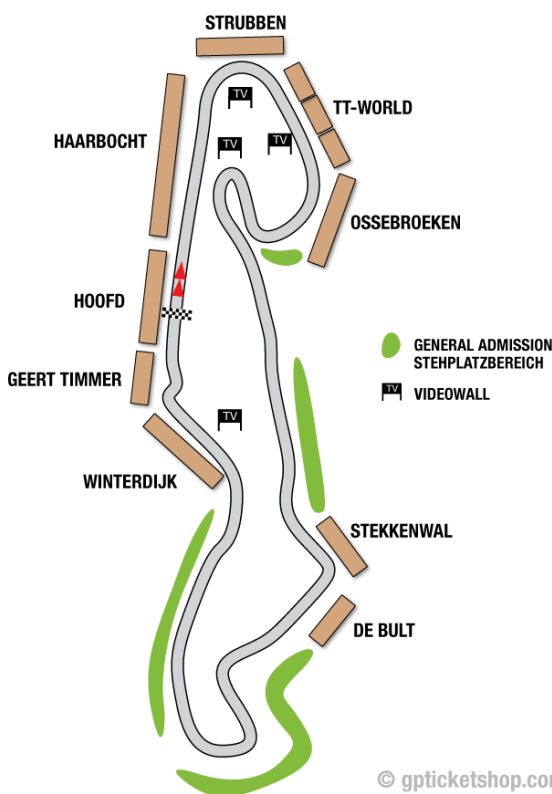 STRUBBEN
TV
TT-WORLD
HAARBOCHT
TV
TV
OSSEBROEKEN
HOOFD
GENERAL ADMISSION
STEHPLATZBEREICH
GEERT TIMMER
TV
VIDEOWALL
TV
WINTERDIJK
STEKKENWAL
DE BULT
© gpticketshop.com